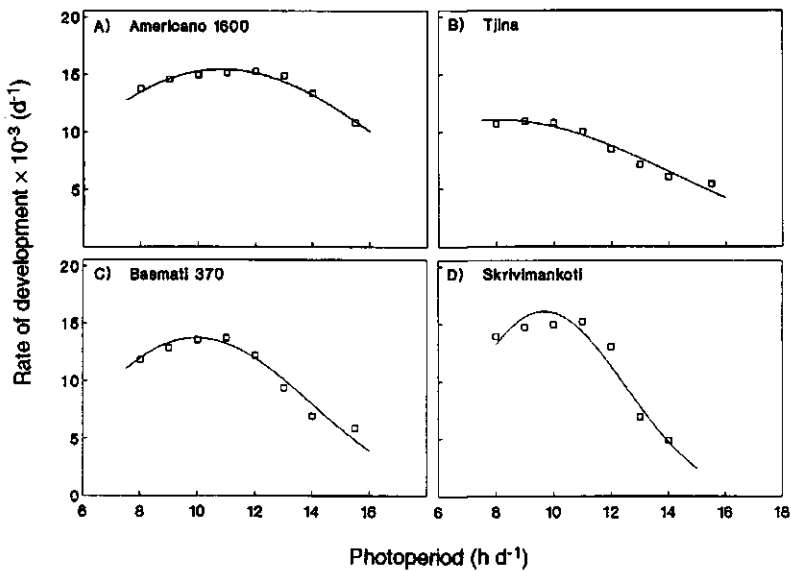 A) Americano 1600
B) Tjina
20
15
10
5
C) Basmati 370
D) Skrivimankoti
20
15
10
5
0
6 8 10 12 14 16
6 8 10 12 14 16 18
Rate of development × 10⁻³ (d⁻¹)
Photoperiod (h d⁻¹)